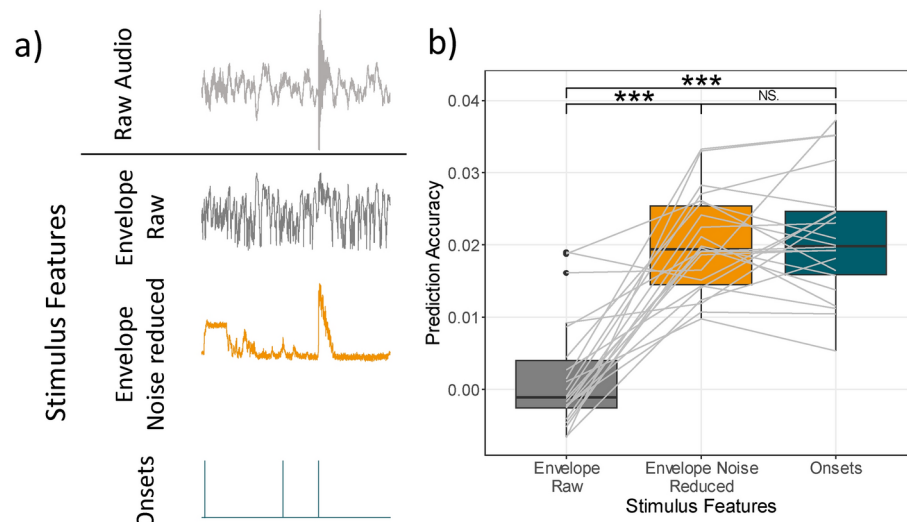 a)
Raw Audio
Stimulus Features
Envelope
Raw
Envelope
Noise reduced
Onsets
b)
***
***
NS.
0.04
0.03
0.02
0.01
0.00
Prediction Accuracy
Envelope
Raw
Envelope Noise
Reduced
Onsets
Stimulus Features